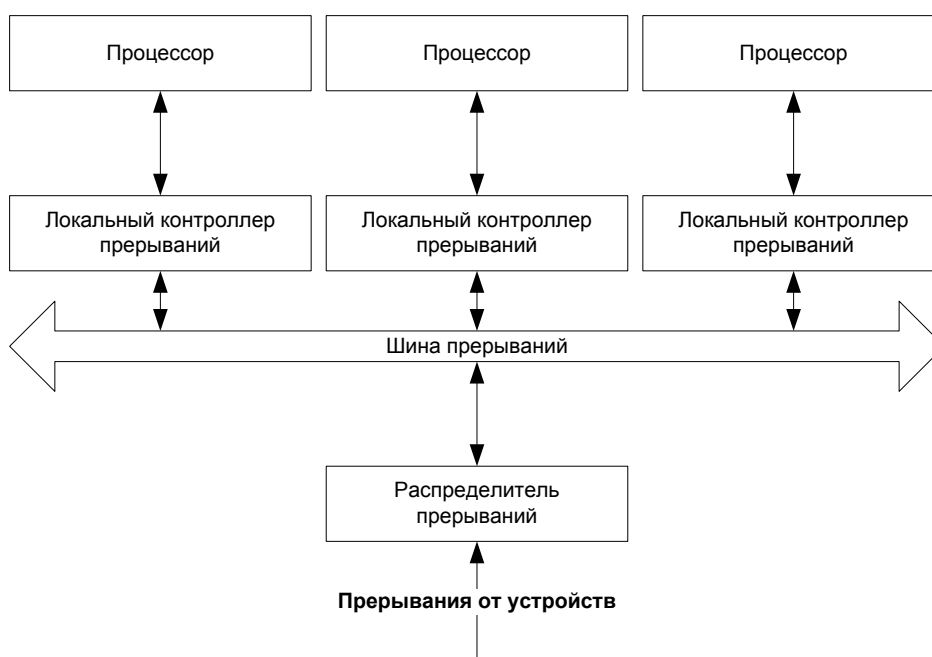 Процессор
Процессор
Процессор
Локальный контроллер
прерываний
Локальный контроллер
прерываний
Локальный контроллер
прерываний
Шина прерываний
Распределитель
прерываний
Прерывания от устройств